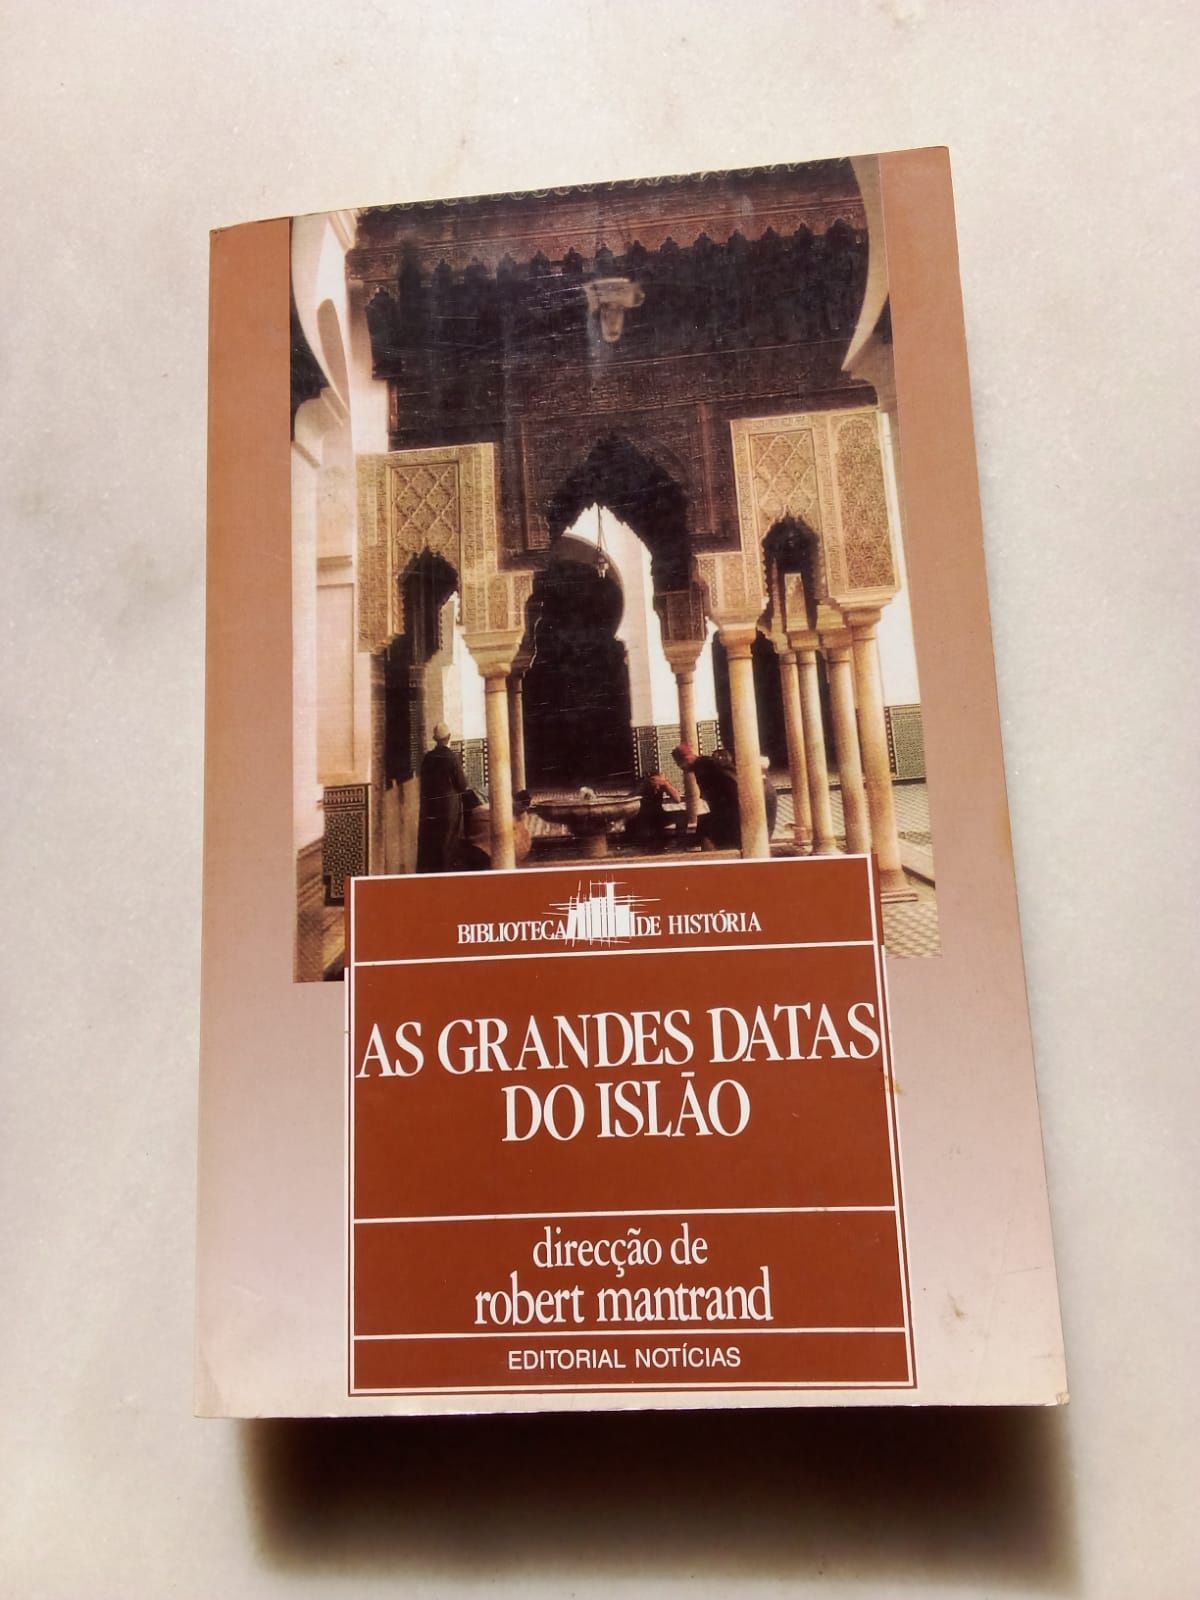 BIBLIOTECA DE HISTÓRIA
AS GRANDES DATAS
DO ISLÃO
direcção de
robert mantrand
EDITORIAL NOTÍCIAS